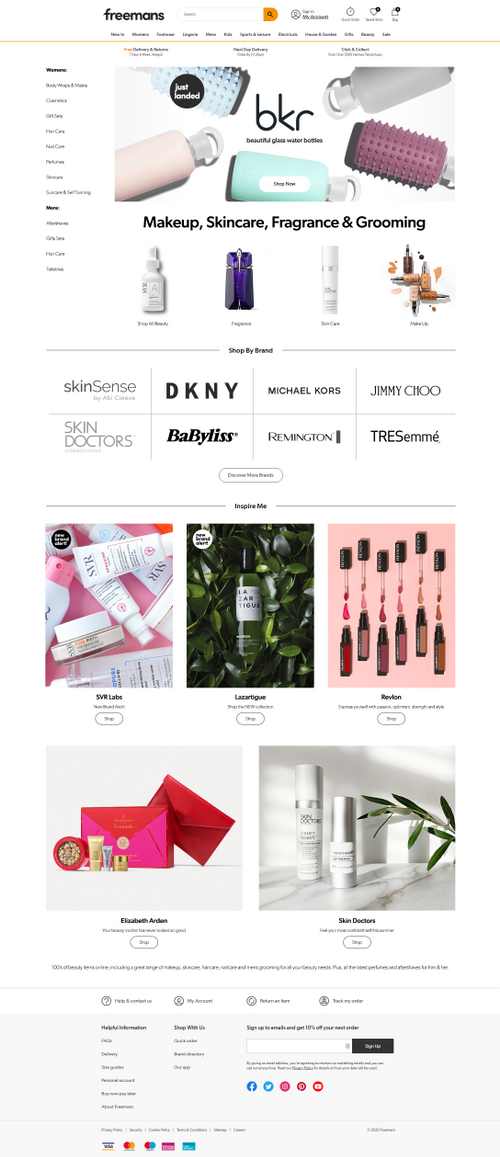 freemans
Search
Sign in
My Account
Quick Order
Saved Items
Bag
New In
Womens
Footwear
Lingerie
Mens
Kids
Sports & Leisure
Electricals
House & Garden
Gifts
Beauty
Sale
Free Delivery & Returns
7 Days A Week, Always!
Next Day Delivery
Order By 10:30pm
Click & Collect
Womens:
Body Wraps & Masks
Cosmetics
Gift Sets
Hair Care
Nail Care
Perfumes
Skincare
Suncare & Self Tanning
Mens:
Aftershaves
Gifts Sets
Hair Care
Toiletries
just
landed
bkr
beautiful glass water bottles
Shop Now
Makeup, Skincare, Fragrance & Grooming
Shop All Beauty
Fragrance
Skin Care
Make Up
Shop By Brand
skinSense
by Abi Cleeve
DKNY
MICHAEL KORS
JIMMY CHOO
SKIN
DOCTORS
BaByliss
REMINGTON
TRESemmé
Discover More Brands
Inspire Me
new
brand
alert!
new
brand
alert!
SVR
LA
ZAR
TIGUE
REVLON
SVR Labs
New Brand Alert!
Shop
Lazartigue
Shop the NEW collection
Shop
Revlon
Express yourself with passion, optimism, strength and style
Shop
SKIN
DOCTORS
Elizabeth Arden
Your beauty routine has never looked so good
Shop
Skin Doctors
Feel your most confident self this summer
Shop
100's of beauty items online, including a great range of makeup, skincare, haircare, nailcare and mens grooming for all your beauty needs. Plus, all the latest perfumes and aftershaves for him & her.
Help & contact us
My Account
Return an item
Track my order
Helpful Information
FAQs
Delivery
Size guides
Personal account
Buy now pay later
About Freemans
Shop With Us
Quick order
Brand directory
Our app
Sign up to emails and get 10% off your next order
Sign Up
By giving an email address, you're agreeing to receive our marketing emails and you can
opt out at any time. Read our Privacy Policy for details on how your data will be used.
Privacy Policy | Security | Cookie Policy | Terms & Conditions | Sitemap | Careers
© 2020 Freemans
VISA